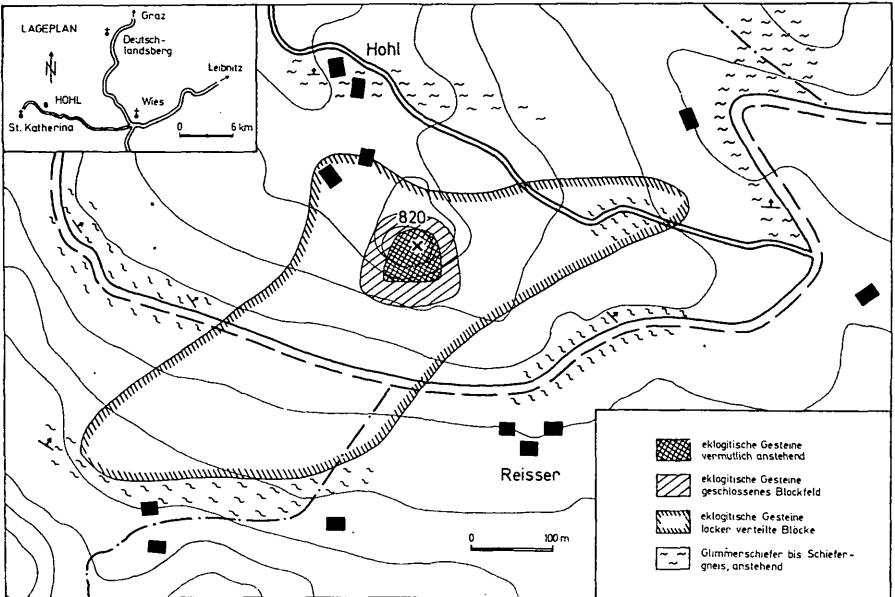 LAGEPLAN
Graz
Deutsch-
landsberg
Leibnitz
N
HOHL
Wies
St. Katherina
0 6 km
Hohl
820
Reisser
0 100 m
eklogitische Gesteine
vermutlich anstehend
eklogitische Gesteine
geschlossenes Blockfeld
eklogitische Gesteine
locker verteilte Blöcke
Glimmerschiefer bis Schiefer-
gneis, anstehend